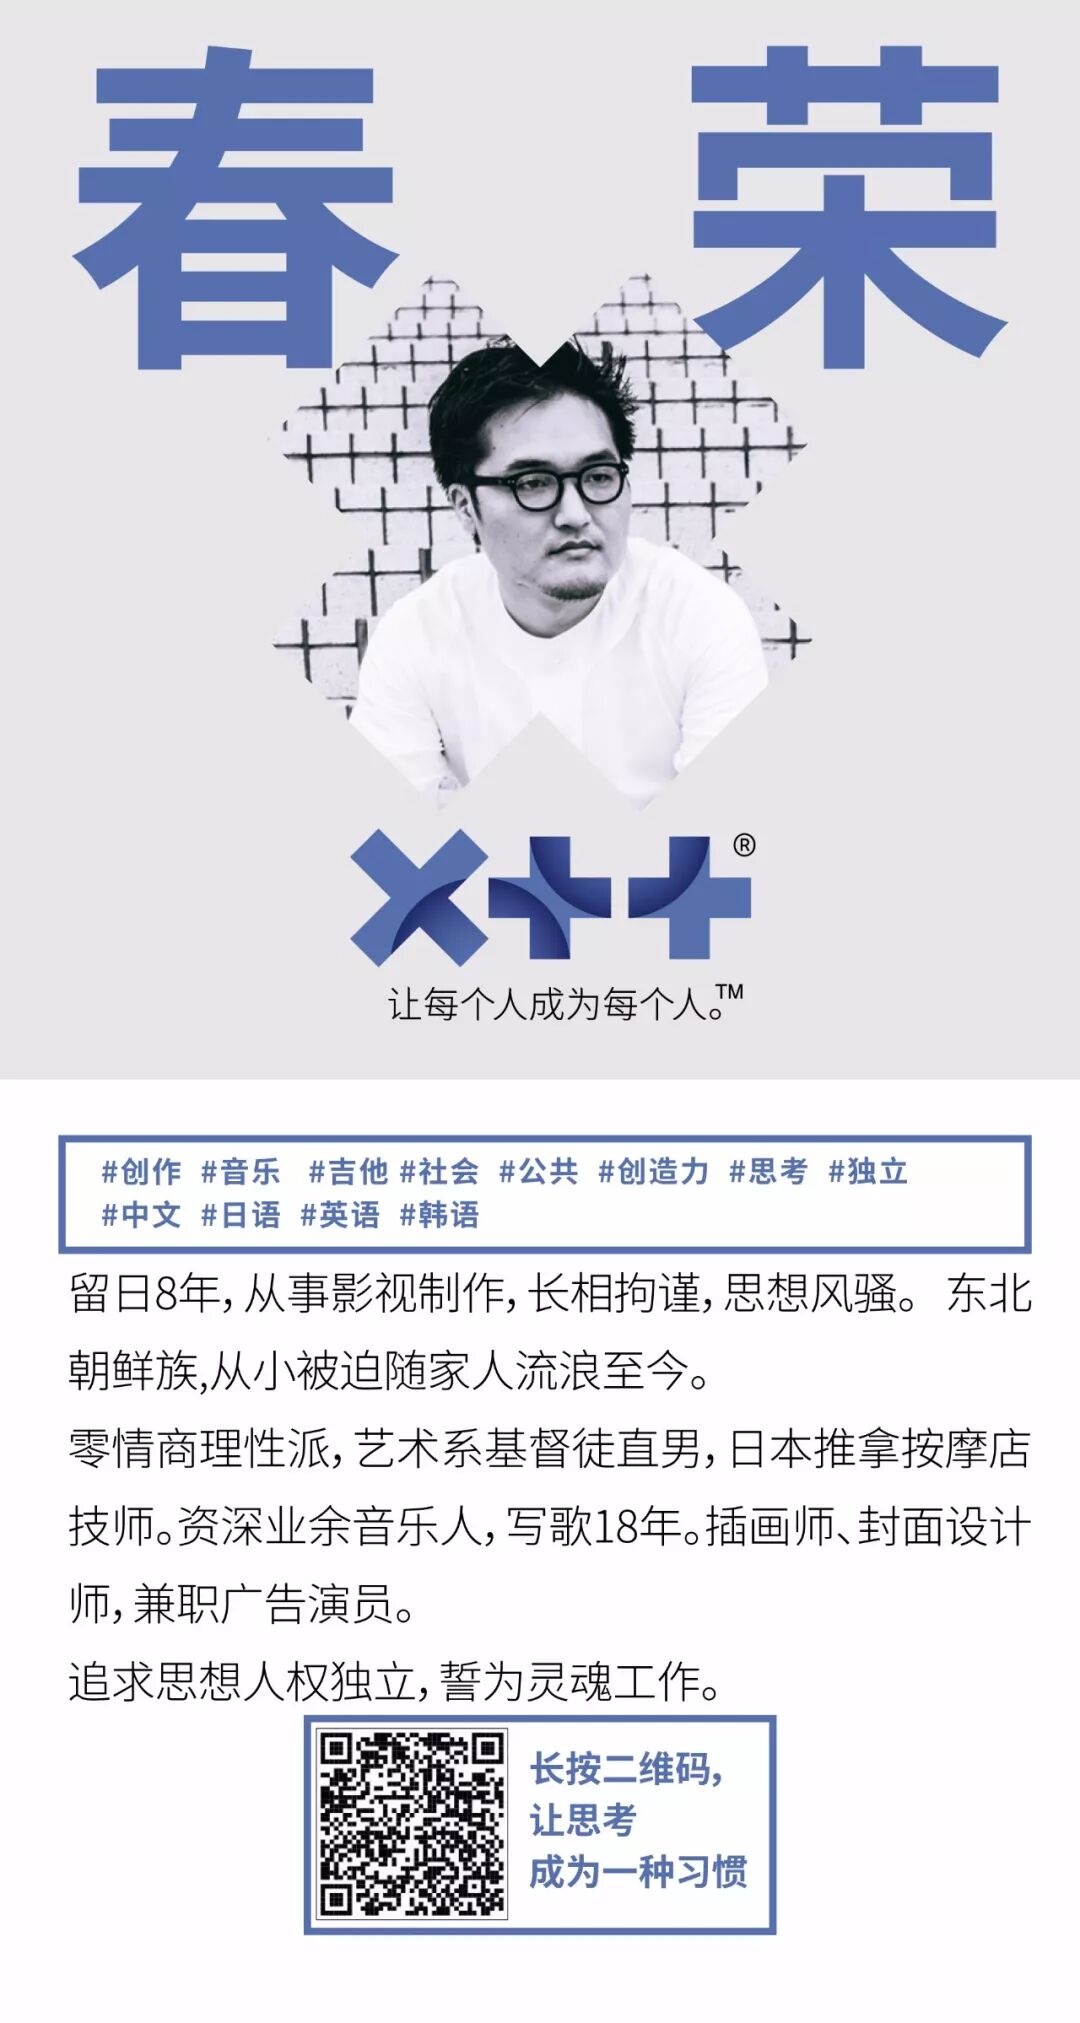 春荣
X++®
让每个人成为每个人。TM
#创作 #音乐 #吉他 #社会 #公共 #创造力 #思考 #独立
#中文 #日语 #英语 #韩语
留日8年，从事影视制作，长相拘谨，思想风骚。 东北
朝鲜族,从小被迫随家人流浪至今。
零情商理性派，艺术系基督徒直男，日本推拿按摩店
技师。资深业余音乐人，写歌18年。插画师、封面设计
师，兼职广告演员。
追求思想人权独立，誓为灵魂工作。
长按二维码，
让思考
成为一种习惯